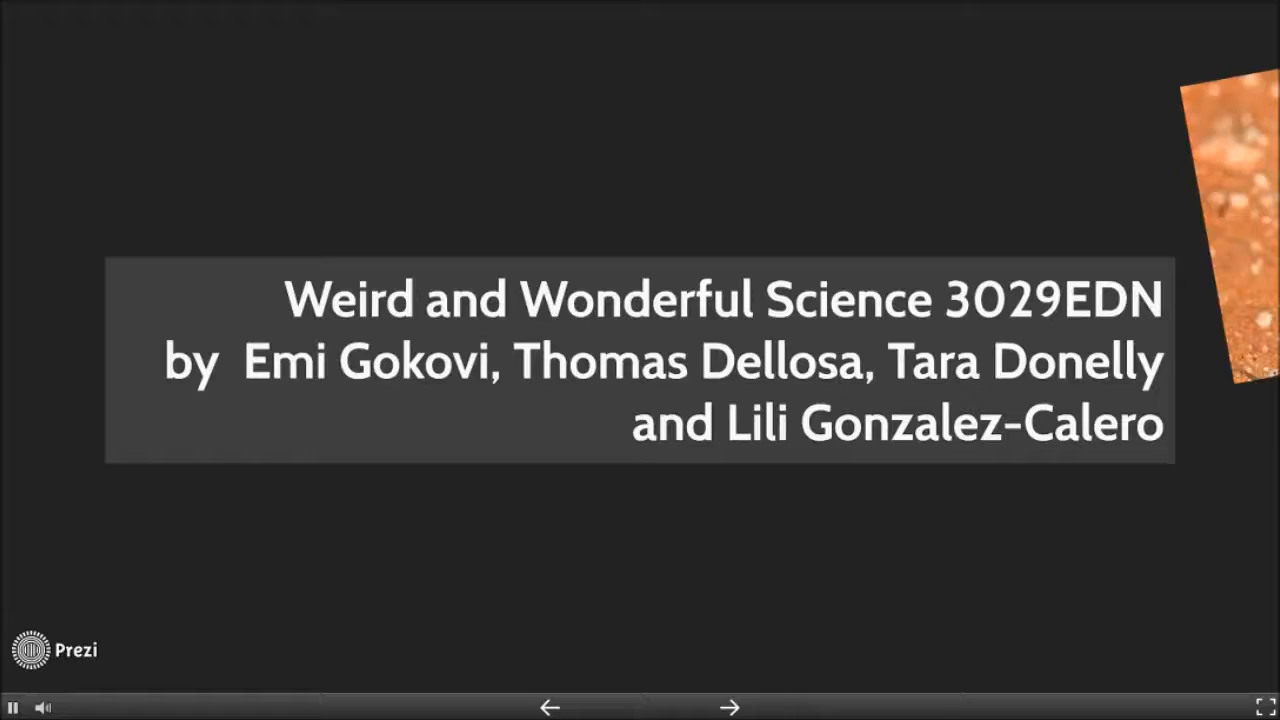 Weird and Wonderful Science 3029EDN
by  Emi Gokovi, Thomas Dellosa, Tara Donelly
and Lili Gonzalez-Calero
Prezi